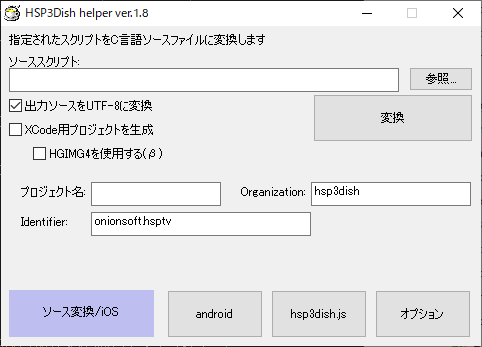 HSP3Dish helper ver.1.8
指定されたスクリプトをC言語ソースファイルに変換します
ソーススクリプト:
参照...
出力ソースをUTF-8に変換
変換
XCode用プロジェクトを生成
HGIMG4を使用する(β)
プロジェクト名:
Organization: hsp3dish
Identifier: onionsoft.hsptv
ソース変換/iOS android hsp3dish.js オプション